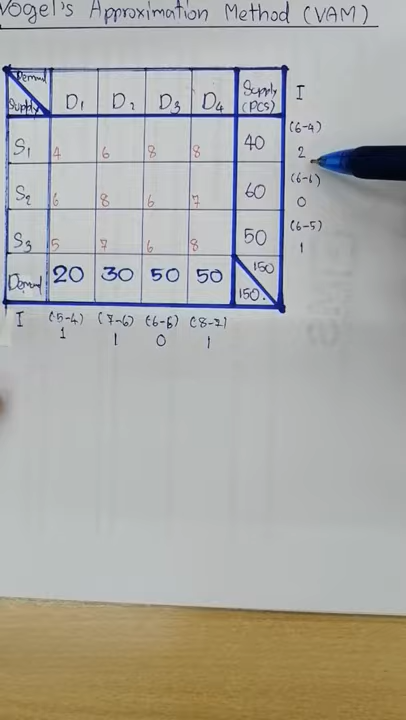 Vogel's Approximation Method (VAM)
Demand Supply D1 D2 D3 D4 Supply (pcs) I
S1 4 6 8 8 40 (6-4) 2
S2 6 8 6 7 60 (6-6) 0
S3 5 7 6 8 50 (6-5) 1
Demand 20 30 50 50 150 150
I (5-4) (7-6) (6-6) (8-7)
1 1 0 1